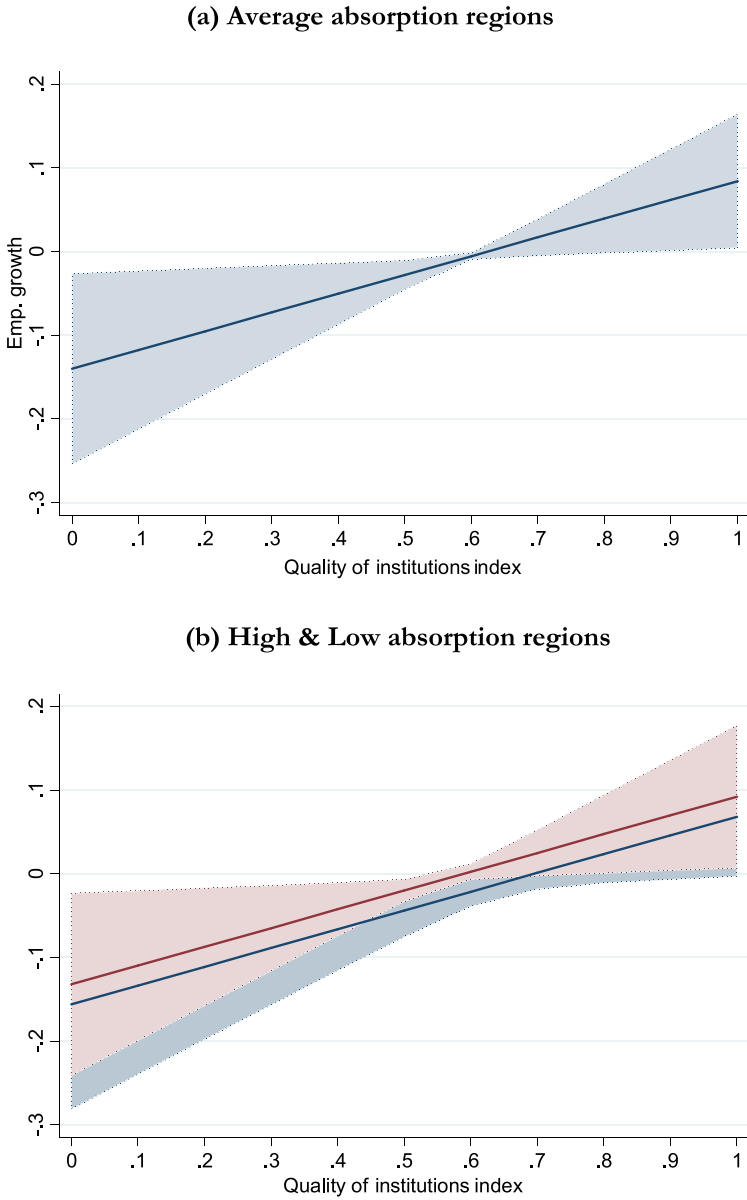 (a) Average absorption regions
.2
.1
0
-.1
-.2
-.3
Emp. growth
0 .1 .2 .3 .4 .5 .6 .7 .8 .9 1
Quality of institutions index
(b) High & Low absorption regions
.2
.1
0
-.1
-.2
-.3
0 .1 .2 .3 .4 .5 .6 .7 .8 .9 1
Quality of institutions index